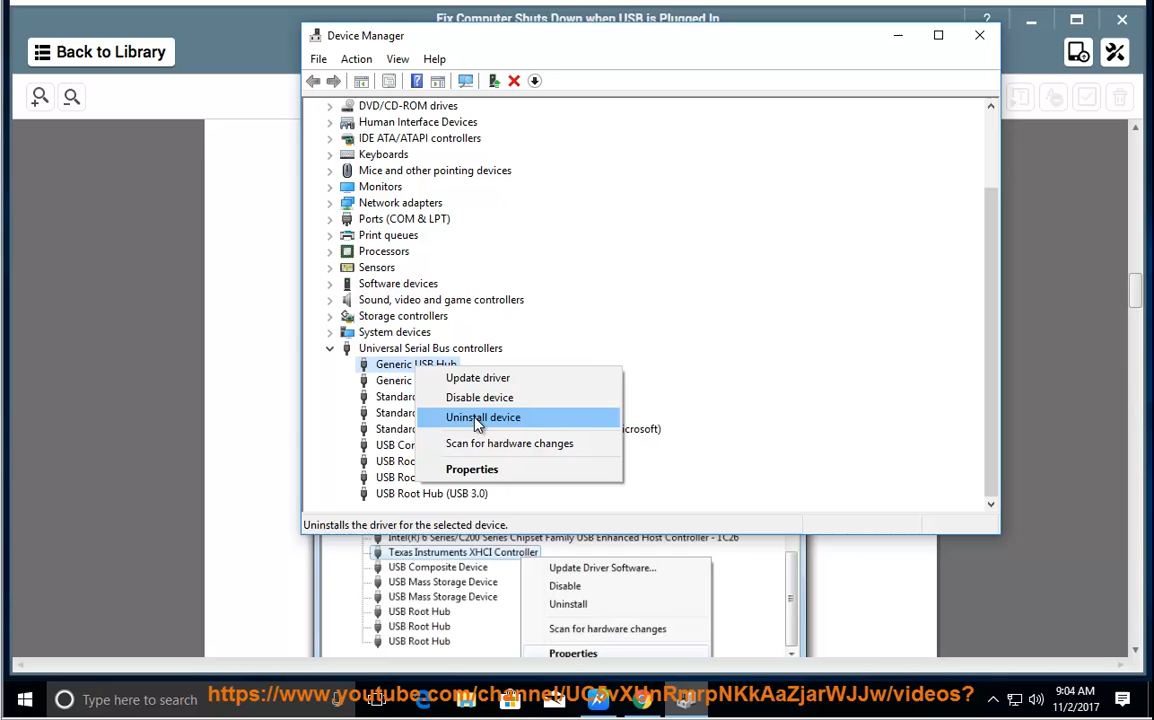 Fix Computer Shuts Down when USB is Plugged In
Back to Library
Device Manager
File Action View Help
DVD/CD-ROM drives
Human Interface Devices
IDE ATA/ATAPI controllers
Keyboards
Mice and other pointing devices
Monitors
Network adapters
Ports (COM & LPT)
Print queues
Processors
Sensors
Software devices
Sound, video and game controllers
Storage controllers
System devices
Universal Serial Bus controllers
Generic USB Hub
Update driver
Generic
Disable device
Standar
Standar
Uninstall device
Standar
icrosoft)
USB Cor
Scan for hardware changes
USB Roo
USB Roo
Properties
USB Root Hub (USB 3.0)
Uninstalls the driver for the selected device.
Intel(R) 6 Series/C200 Series Chipset Family USB Enhanced Host Controller - 1C26
Texas Instruments XHCI Controller
USB Composite Device
Update Driver Software...
USB Mass Storage Device
Disable
USB Mass Storage Device
Uninstall
USB Root Hub
USB Root Hub
Scan for hardware changes
USB Root Hub
Properties
Type here to search
9:04 AM
11/2/2017